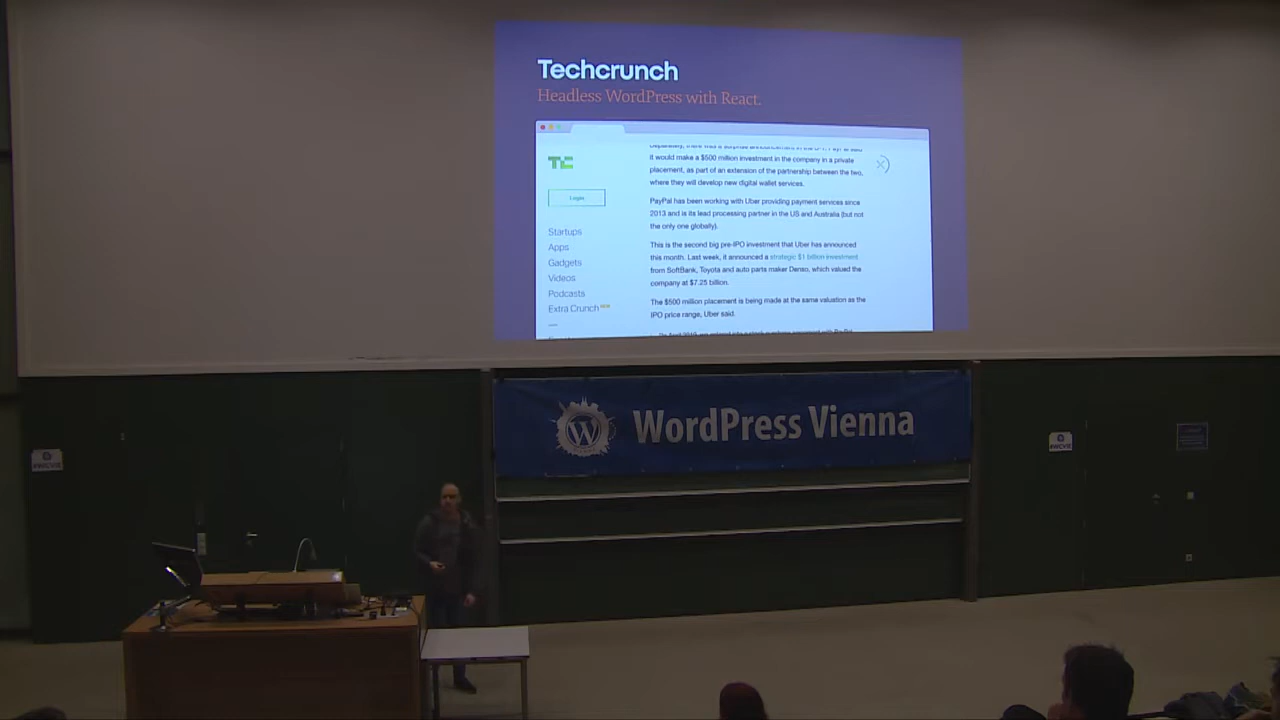 Techcrunch
Headless WordPress with React.
TC
Login
Startups
Apps
Gadgets
Videos
Podcasts
Extra Crunch NEW
it would make a $500 million investment in the company in a private
placement, as part of an extension of the partnership between the two,
where they will develop new digital wallet services.
PayPal has been working with Uber providing payment services since
2013 and is its lead processing partner in the US and Australia (but not
the only one globally).
This is the second big pre-IPO investment that Uber has announced
this month. Last week, it announced a strategic $1 billion investment
from SoftBank, Toyota and auto parts maker Denso, which valued the
company at $7.25 billion.
The $500 million placement is being made at the same valuation as the
IPO price range, Uber said.
WordPress Vienna
#WCVIE
#WCVIE